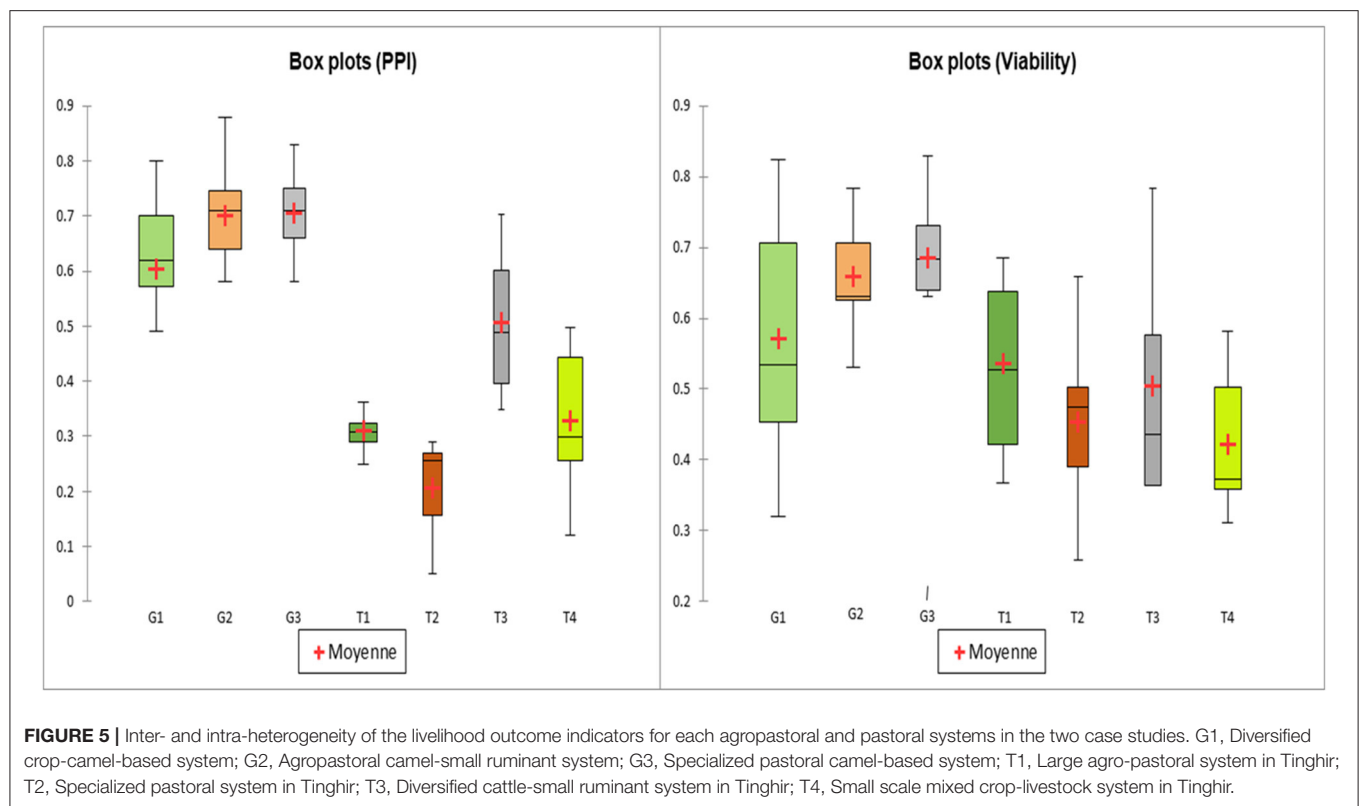 Box plots (PPI)
0.9
0.8
0.7
0.6
0.5
0.4
0.3
0.2
0.1
0
G1 G2 G3 T1 T2 T3 T4
+ Moyenne
Box plots (Viability)
0.9
0.8
0.7
0.6
0.5
0.4
0.3
0.2
G1 G2 G3 T1 T2 T3 T4
+ Moyenne
FIGURE 5 | Inter- and intra-heterogeneity of the livelihood outcome indicators for each agropastoral and pastoral systems in the two case studies. G1, Diversified
crop-camel-based system; G2, Agropastoral camel-small ruminant system; G3, Specialized pastoral camel-based system; T1, Large agro-pastoral system in Tinghir;
T2, Specialized pastoral system in Tinghir; T3, Diversified cattle-small ruminant system in Tinghir; T4, Small scale mixed crop-livestock system in Tinghir.